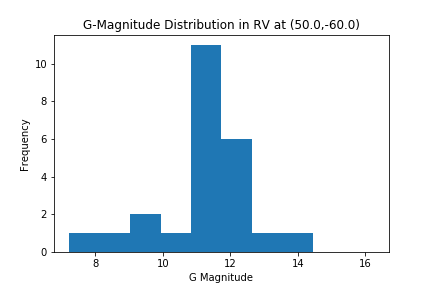 G-Magnitude Distribution in RV at (50.0,-60.0)
10
8
6
4
2
0
Frequency
8 10 12 14 16
G Magnitude